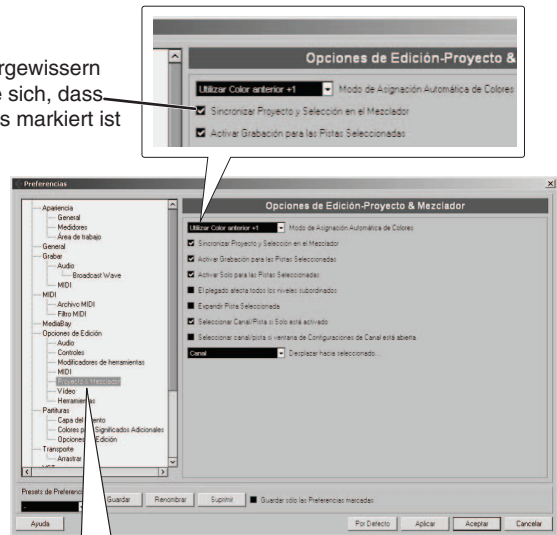 Opciones de Edición-Proyecto &
rgewissern
e sich, dass
s markiert ist
Utilizar Color anterior +1 Modo de Asignación Automática de Colores
Sincronizar Proyecto y Selección en el Mezclador
Activar Grabación para las Pistas Seleccionadas
Preferencias
Opciones de Edición-Proyecto & Mezclador
Apariencia
General
Medidores
Área de trabajo
General
Grabar
Audio
Broadcast Wave
MIDI
MIDI
Archivo MIDI
Filtro MIDI
MediaBay
Opciones de Edición
Audio
Controles
Modificadores de herramientas
MIDI
Proyecto y Mezclador
Vídeo
Herramientas
Partituras
Capa del
Colores Significados Adicionales
Opciones Edición
Transporte
Arrastrar
Utilizar Color anterior +1 Modo de Asignación Automática de Colores
Sincronizar Proyecto y Selección en el Mezclador
Activar Grabación para las Pistas Seleccionadas
Activar Solo para las Pistas Seleccionadas
El plegado afecta todos los niveles subordinados
Expandir Pista Seleccionada
Seleccionar Canal/Pista si Solo está activado
Seleccionar canal/pista si ventana de Configuraciones de Canal está abierta
Canal Desplazar hacia seleccionado...
Presets de Preferenc
Guardar Renombrar Suprimir Guardar sólo las Preferencias marcadas
Ayuda Por Defecto Aplicar Aceptar Cancelar